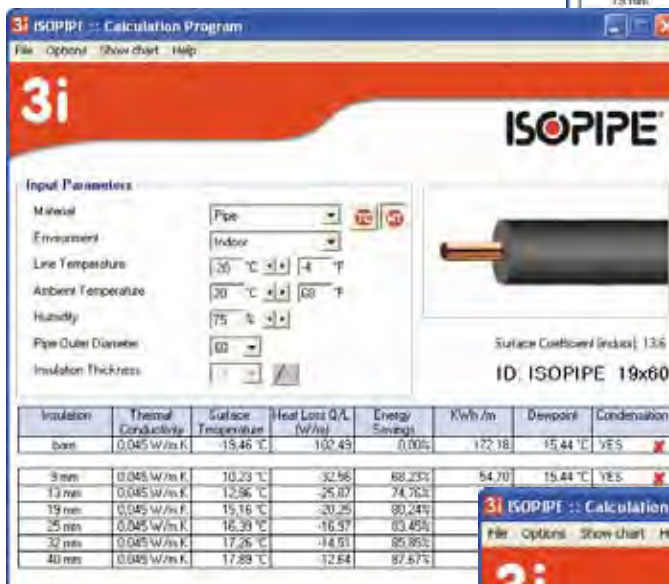 3i ISOPIPE :: Calculation Program
File Options Show chart Help
3i
ISOPIPE
Input Parameters
Material Pipe TC
Environment Indoor
Line Temperature -20 °C -4 °F
Ambient Temperature 20 °C 68 °F
Humidity 75 %
Pipe Outer Diameter 60
Insulation Thickness
Surface Coefficient (indoor) 13.6
ID. ISOPIPE 19x60
Insulation Thermal Conductivity Surface Temperature Heat Loss Q/L (W/m) Energy Savings KWh /m Dewpoint Condensation
bare 0,045 W/m.K -19,46 °C -102,49 0,00% 172,18 15,44 °C YES
9 mm 0,045 W/m.K 10,23 °C -32,56 68,23% 54,70 15,44 °C YES
13 mm 0,045 W/m.K 12,96 °C -25,87 74,76%
19 mm 0,045 W/m.K 15,16 °C -20,25 80,24%
25 mm 0,045 W/m.K 16,39 °C -16,97 83,45%
32 mm 0,045 W/m.K 17,26 °C -14,51 85,85%
40 mm 0,045 W/m.K 17,89 °C -12,64 87,67%
3i ISOPIPE :: Calculation
File Options Show chart
3i